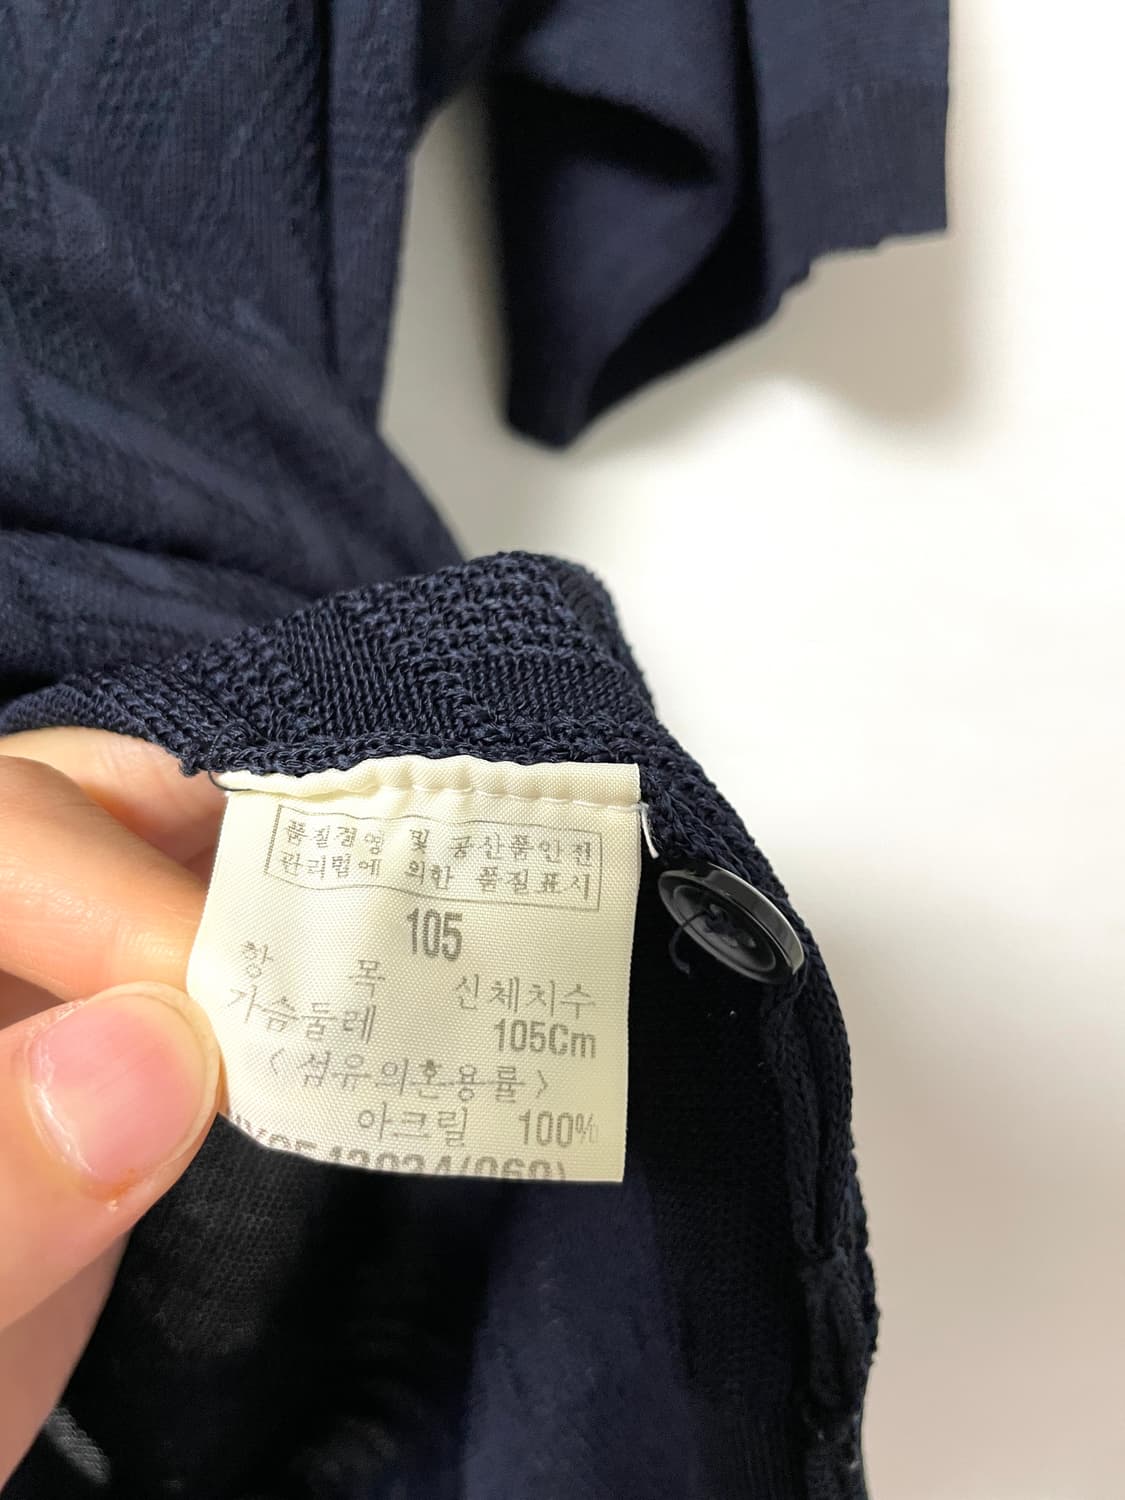 품질경영 및 공산품안전
관리법에 의한 품질표시
105
항 목 신체치수
가슴둘레 105Cm
〈 섬유의혼용률 〉
아크릴 100%